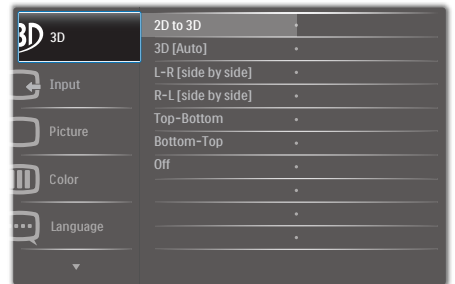 3D 3D
Input
Picture
Color
Language
2D to 3D
3D [Auto]
L-R [side by side]
R-L [side by side]
Top-Bottom
Bottom-Top
Off